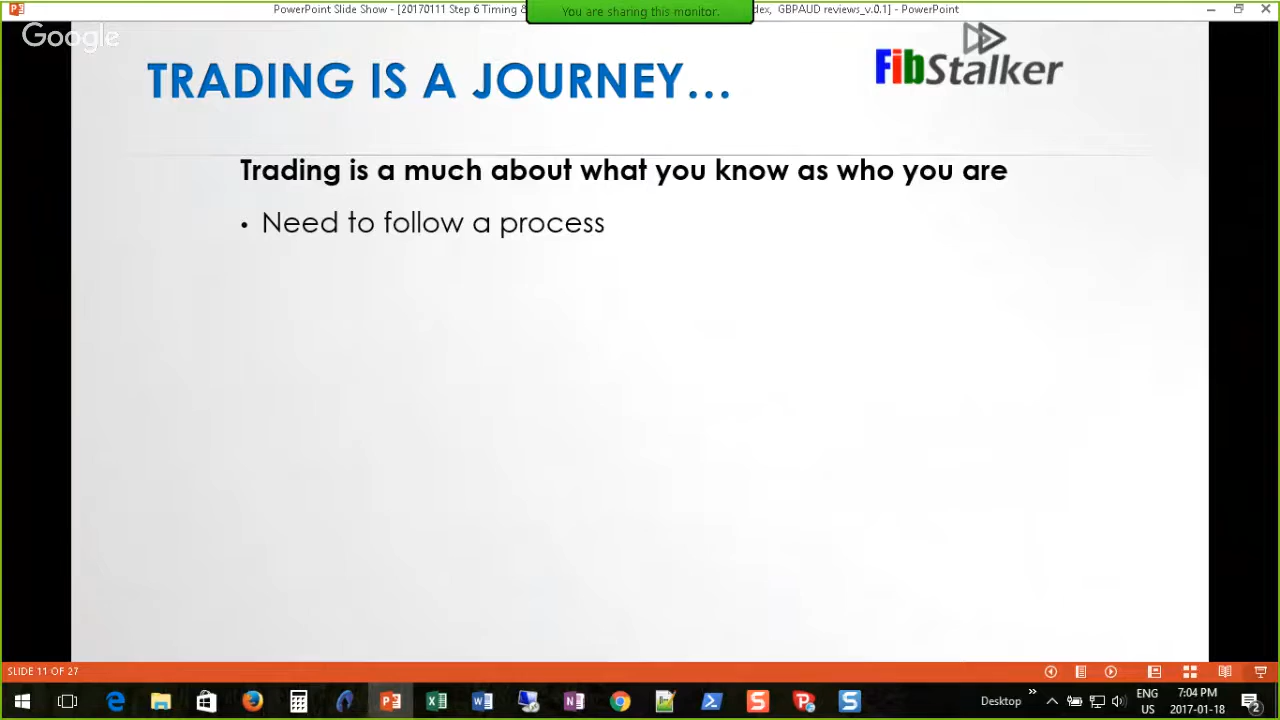 PowerPoint Slide Show - [20170111 Step 6 Timing &
You are sharing this monitor.
dex, GBPAUD reviews_v.0.1] - PowerPoint
Google
FibStalker
TRADING IS A JOURNEY...
Trading is a much about what you know as who you are
• Need to follow a process
SLIDE 11 OF 27
Desktop
ENG
US
7:04 PM
2017-01-18
2